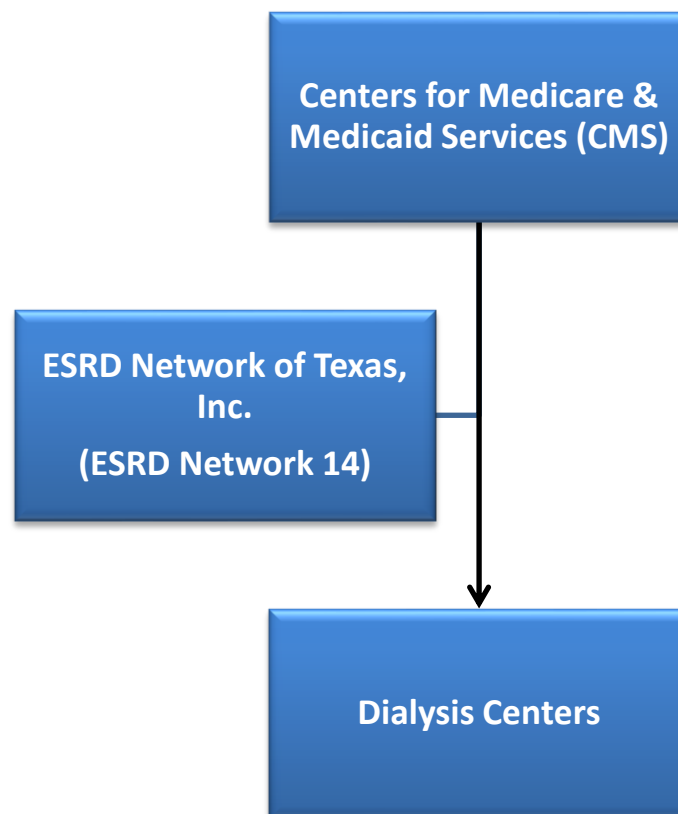 Centers for Medicare &
Medicaid Services (CMS)
ESRD Network of Texas,
Inc.
(ESRD Network 14)
Dialysis Centers